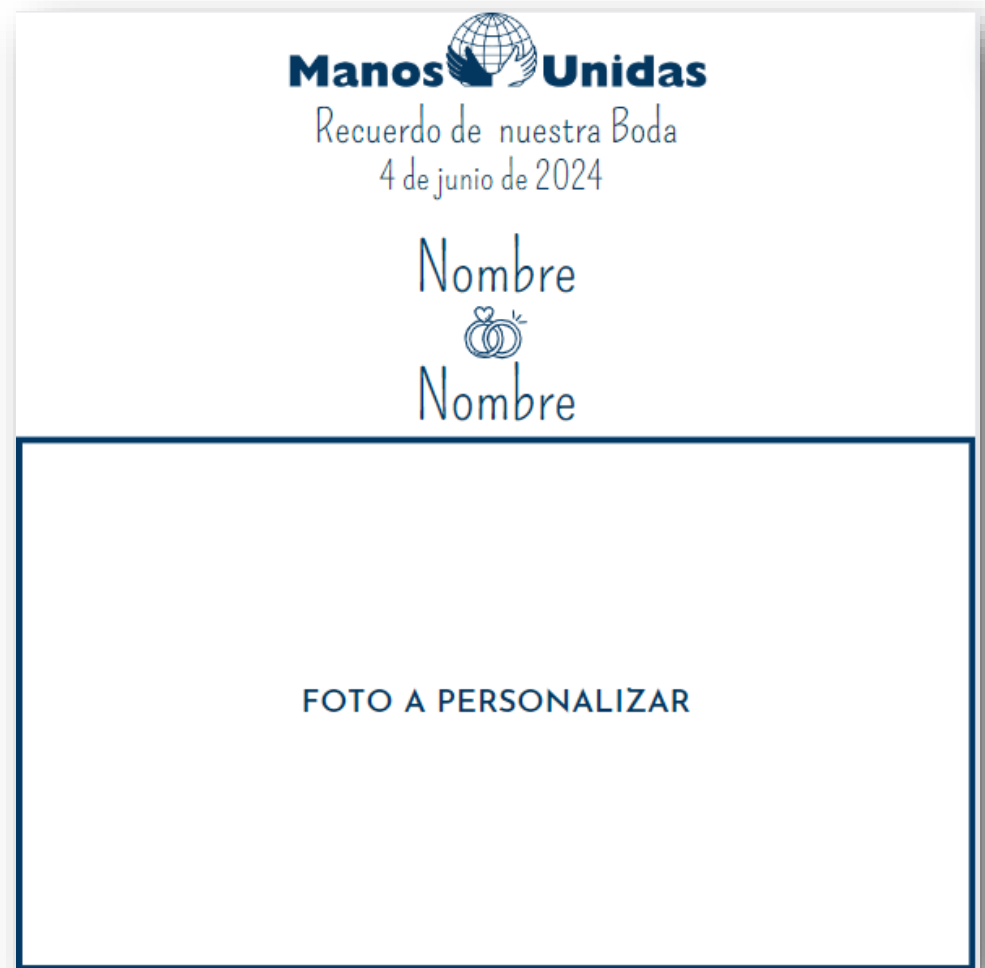 Manos Unidas
Recuerdo de nuestra Boda
4 de junio de 2024
Nombre
Nombre
FOTO A PERSONALIZAR